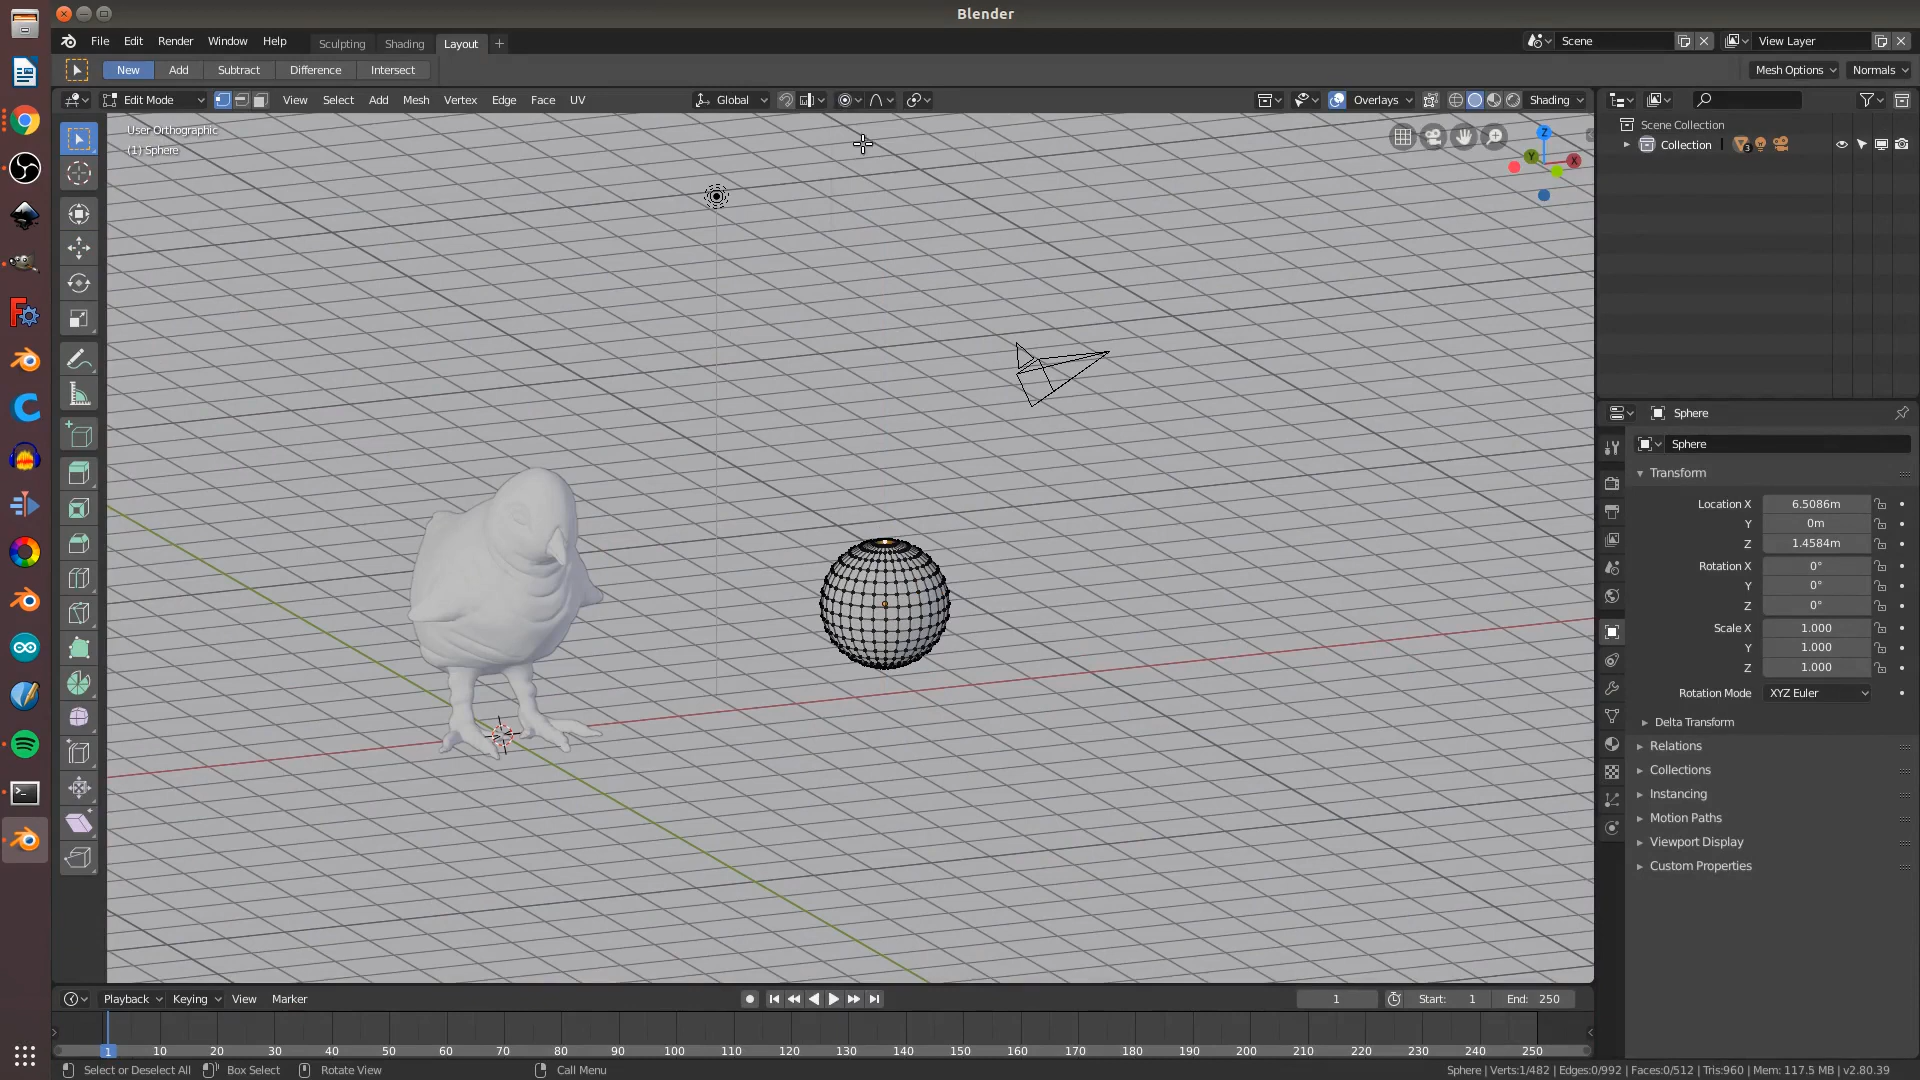 Blender
File Edit Render Window Help Sculpting Shading Layout + Scene View Layer
New Add Subtract Difference Intersect Mesh Options Normals
Edit Mode View Select Add Mesh Vertex Edge Face UV Global Overlays Shading
User Orthographic
(1) Sphere
Z
Y
X
Scene Collection
Collection
3
Sphere
Sphere
Transform
Location X 6.5086m
Y 0m
Z 1.4584m
Rotation X 0°
Y 0°
Z 0°
Scale X 1.000
Y 1.000
Z 1.000
Rotation Mode XYZ Euler
Delta Transform
Relations
Collections
Instancing
Motion Paths
Viewport Display
Custom Properties
Playback Keying View Marker 1 Start: 1 End: 250
1 10 20 30 40 50 60 70 80 90 100 110 120 130 140 150 160 170 180 190 200 210 220 230 240 250
Select or Deselect All Box Select Rotate View Call Menu Sphere | Verts:1/482 | Edges:0/992 | Faces:0/512 | Tris:960 | Mem: 117.5 MB | v2.80.39